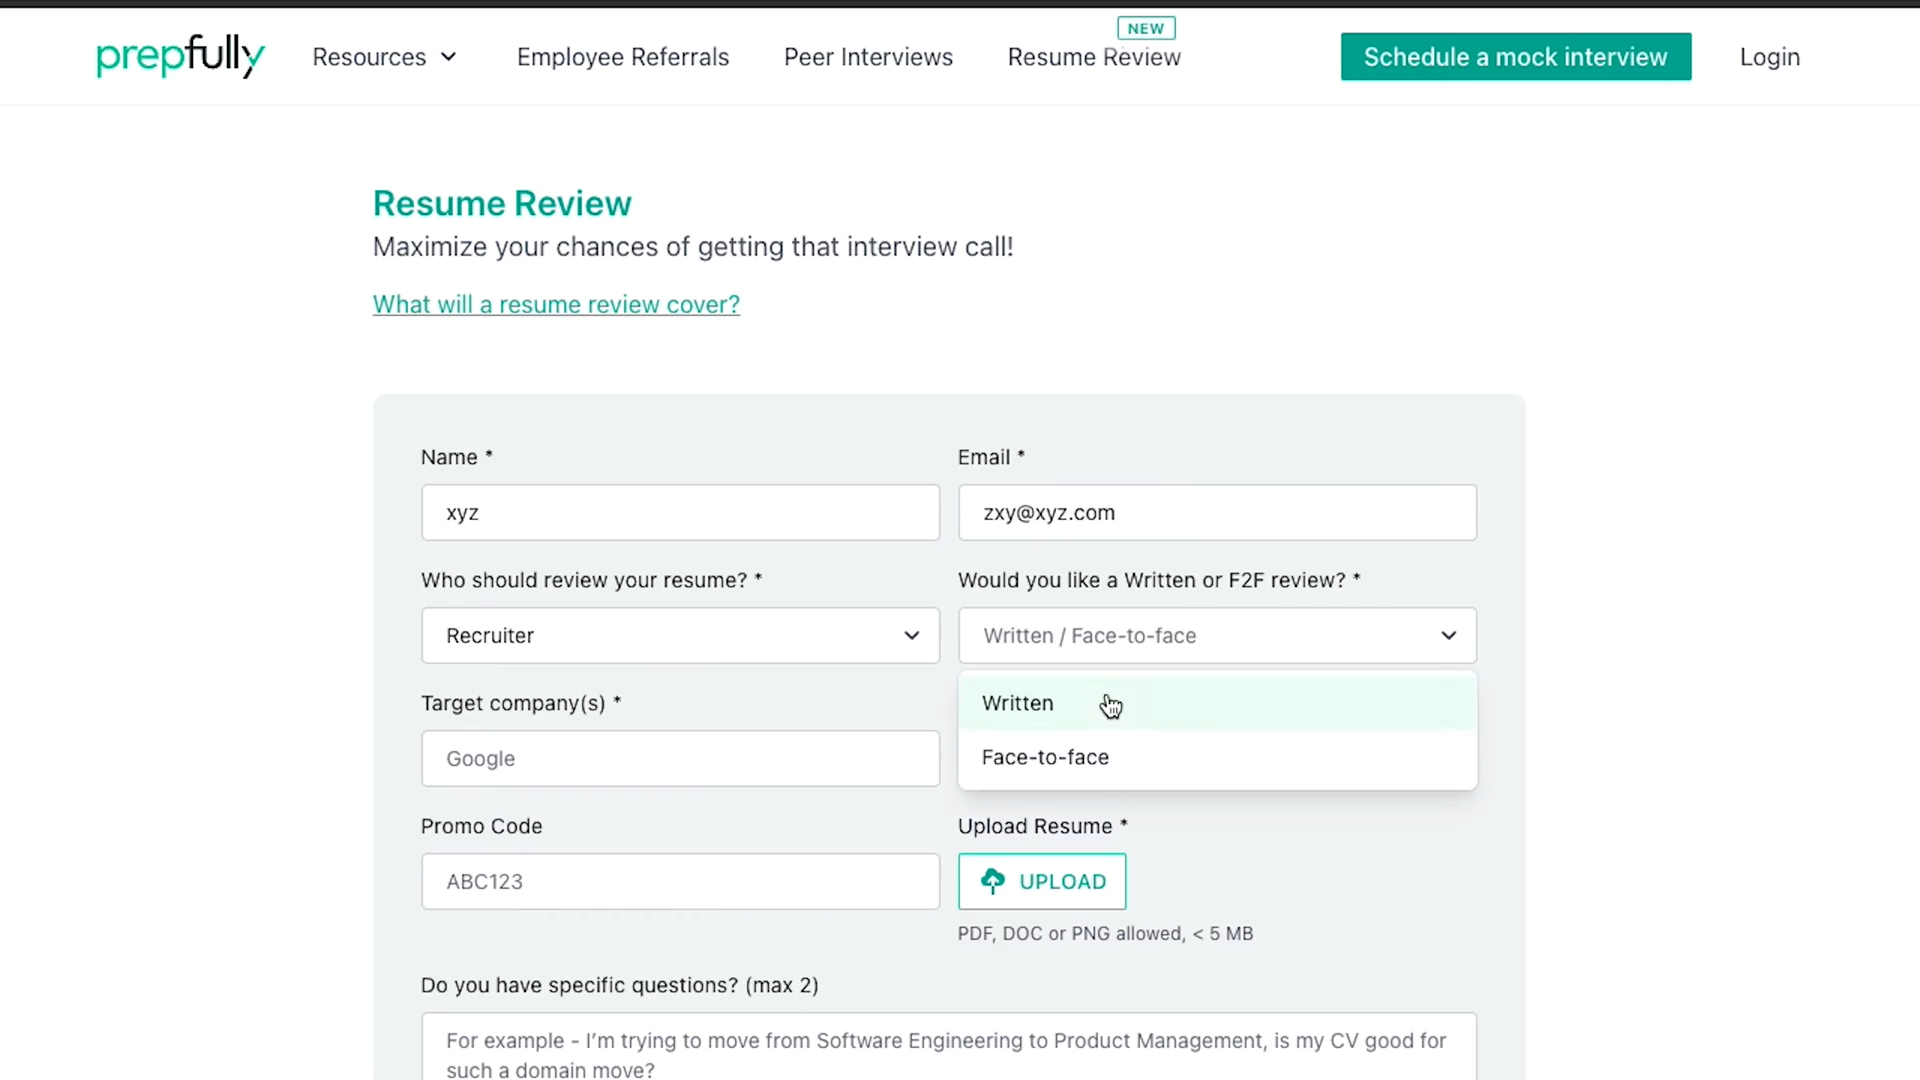 prepfully
Resources
Employee Referrals
Peer Interviews
NEW
Resume Review
Schedule a mock interview
Login
Resume Review
Maximize your chances of getting that interview call!
What will a resume review cover?
Name *
Email *
xyz
zxy@xyz.com
Who should review your resume? *
Would you like a Written or F2F review? *
Recruiter
Written / Face-to-face
Target company(s) *
Written
Google
Face-to-face
Promo Code
Upload Resume *
ABC123
UPLOAD
PDF, DOC or PNG allowed, < 5 MB
Do you have specific questions? (max 2)
For example - I'm trying to move from Software Engineering to Product Management, is my CV good for
such a domain move?